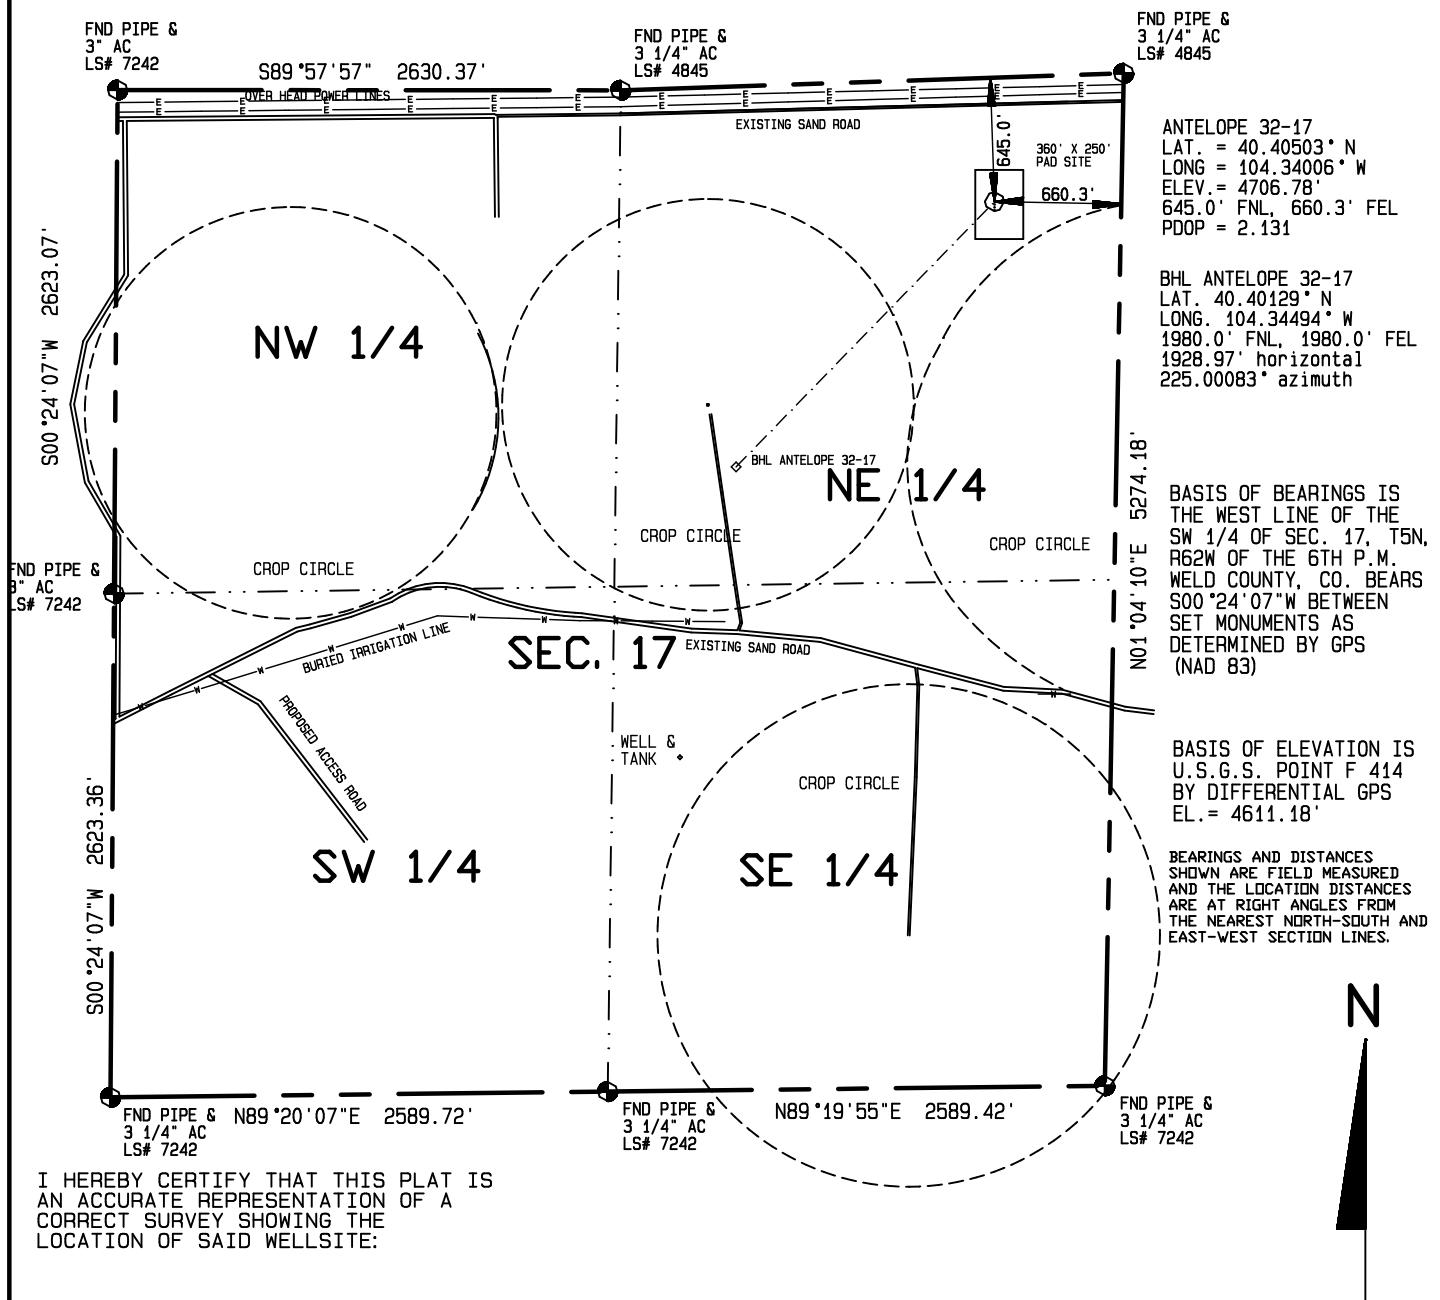 FND PIPE &
3" AC
LS# 7242
S89°57'57" 2630.37'
FND PIPE &
3 1/4" AC
LS# 4845
FND PIPE &
3 1/4" AC
LS# 4845
OVER HEAD POWER LINES
E E E E E E E E E E E E
E E E E E E E E E E E E
EXISTING SAND ROAD
645.0'
360' X 250'
PAD SITE
660.3'
ANTELOPE 32-17
LAT. = 40.40503° N
LONG = 104.34006° W
ELEV.= 4706.78'
645.0' FNL, 660.3' FEL
PDOP = 2.131
BHL ANTELOPE 32-17
LAT. 40.40129° N
LONG. 104.34494° W
1980.0' FNL, 1980.0' FEL
1928.97' horizontal
225.00083° azimuth
S00°24'07"W 2623.07'
NW 1/4
BHL ANTELOPE 32-17
NE 1/4
CROP CIRCLE
CROP CIRCLE
CROP CIRCLE
N01°04'10"E 5274.18'
BASIS OF BEARINGS IS
THE WEST LINE OF THE
SW 1/4 OF SEC. 17, T5N,
R62W OF THE 6TH P.M.
WELD COUNTY, CO. BEARS
S00°24'07"W BETWEEN
SET MONUMENTS AS
DETERMINED BY GPS
(NAD 83)
FND PIPE &
3" AC
LS# 7242
W W W W W W W W W
BURIED IRRIGATION LINE
SEC. 17
EXISTING SAND ROAD
W
PROPOSED ACCESS ROAD
WELL &
TANK
CROP CIRCLE
BASIS OF ELEVATION IS
U.S.G.S. POINT F 414
BY DIFFERENTIAL GPS
EL.= 4611.18'
S00°24'07"W 2623.36'
SW 1/4
SE 1/4
BEARINGS AND DISTANCES
SHOWN ARE FIELD MEASURED
AND THE LOCATION DISTANCES
ARE AT RIGHT ANGLES FROM
THE NEAREST NORTH-SOUTH AND
EAST-WEST SECTION LINES.
N
FND PIPE &
3 1/4" AC
LS# 7242
N89°20'07"E 2589.72'
FND PIPE &
3 1/4" AC
LS# 7242
N89°19'55"E 2589.42'
FND PIPE &
3 1/4" AC
LS# 7242
I HEREBY CERTIFY THAT THIS PLAT IS
AN ACCURATE REPRESENTATION OF A
CORRECT SURVEY SHOWING THE
LOCATION OF SAID WELLSITE: